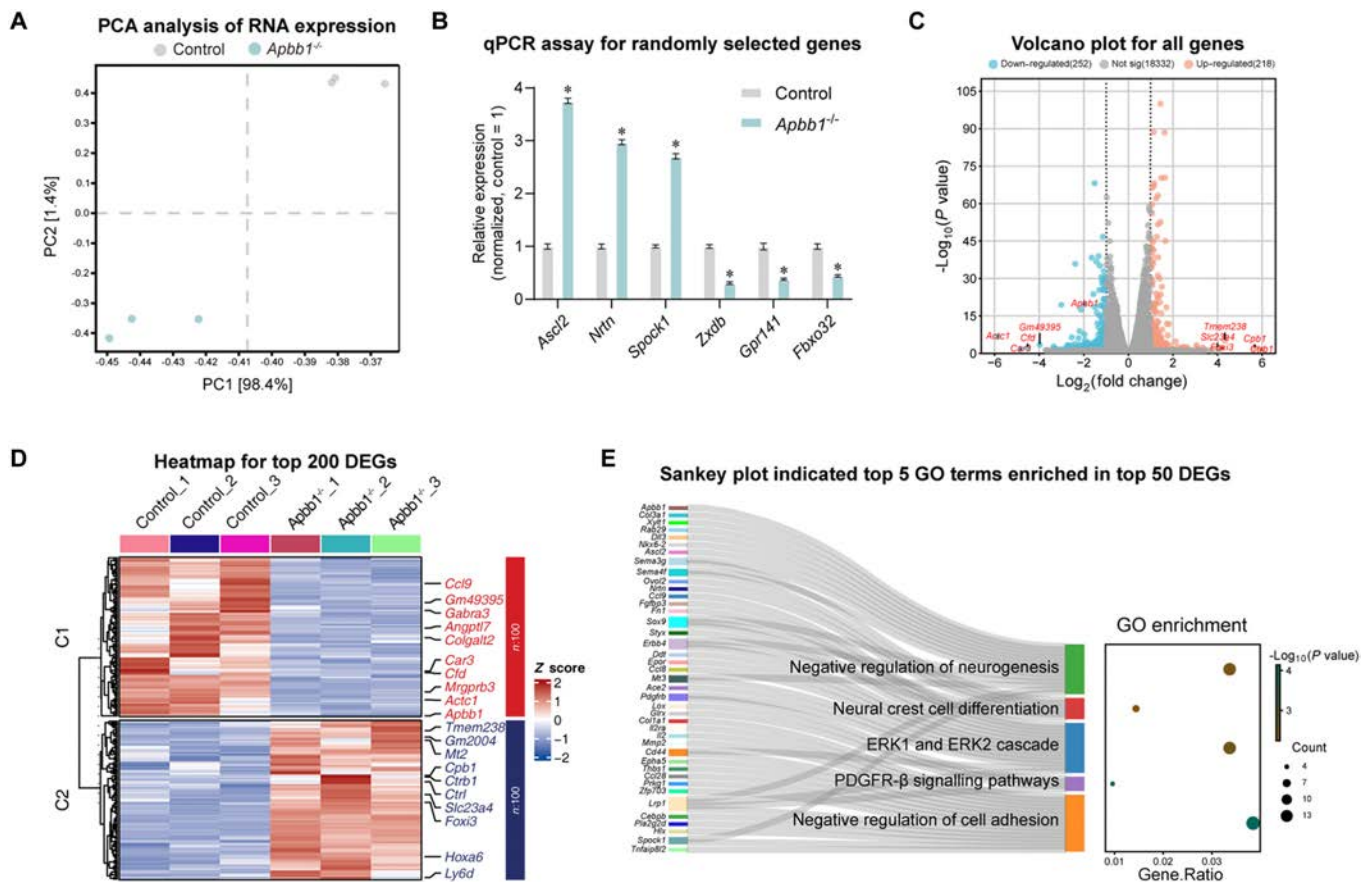 A
PCA analysis of RNA expression
Control
Apbb1-/-
0.4
0.3
0.2
0.1
0.0
-0.1
-0.2
-0.3
-0.4
PC2 [1.4%]
-0.45
-0.44
-0.43
-0.42
-0.41
-0.40
-0.39
-0.38
-0.37
PC1 [98.4%]
B
qPCR assay for randomly selected genes
Relative expression
(normalized, control = 1)
4
3
2
1
0
Control
Apbb1-/-
* * * * * *
Ascl2
Nrtn
Spock1
Zxdb
Gpr141
Fbxo32
C
Volcano plot for all genes
Down-regulated(252)
Not sig(18332)
Up-regulated(218)
105
90
75
60
45
30
15
0
-Log10(P value)
Apbb1
Gm49395
Actc1
Cfd
Tmem238
Slc23a4
Cpb1
-6
-4
-2
0
2
4
6
Log2(fold change)
D
Heatmap for top 200 DEGs
Control_1
Control_2
Control_3
Apbb1-/-_1
Apbb1-/-_2
Apbb1-/-_3
C1
C2
Ccl9
Gm49395
Gabra3
Angptl7
Colgalt2
Car3
Cfd
Mrgprb3
Actc1
Apbb1
Tmem238
Gm2004
Mt2
Cpb1
Ctrb1
Ctrl
Slc23a4
Foxi3
Hoxa6
Ly6d
n:100
n:100
Z score
2
1
0
-1
-2
E
Sankey plot indicated top 5 GO terms enriched in top 50 DEGs
Apbb1
Col3a1
Xylt1
Rab29
Dll3
Nkx6-2
Ascl2
Sema3g
Sema4f
Ovol2
Nrtn
Ccl9
Fgfbp3
Fn1
Sox9
Styx
Erbb4
Ddt
Epor
Ccl8
Mt3
Ace2
Pdgfrb
Lox
Glrx
Col1a1
Il2ra
Il2
Mmp2
Cd44
Epha5
Thbs1
Ccl28
Prkg1
Zfp703
Lrp1
Cebpb
Pla2g2d
Hlx
Spock1
Tnfaip8l2
Negative regulation of neurogenesis
Neural crest cell differentiation
ERK1 and ERK2 cascade
PDGFR-β signalling pathways
Negative regulation of cell adhesion
GO enrichment
0.01
0.02
0.03
Gene.Ratio
-Log10(P value)
4
3
Count
4
7
10
13